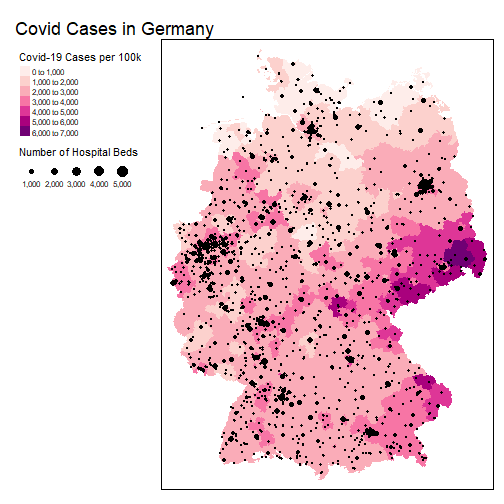 Covid Cases in Germany
Covid-19 Cases per 100k
0 to 1,000
1,000 to 2,000
2,000 to 3,000
3,000 to 4,000
4,000 to 5,000
5,000 to 6,000
6,000 to 7,000
Number of Hospital Beds
1,000 2,000 3,000 4,000 5,000